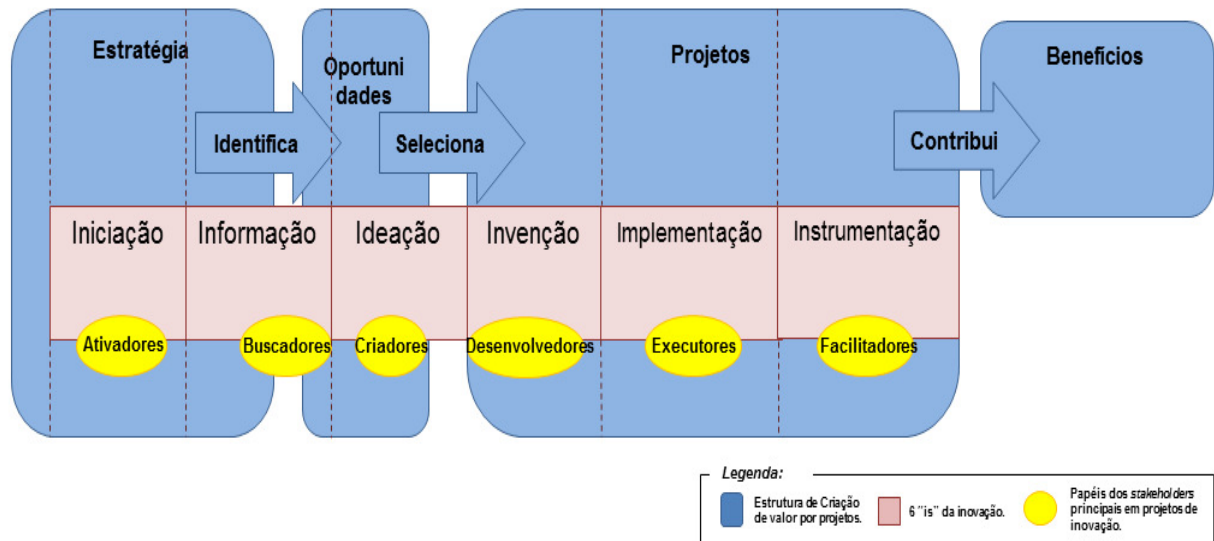 Estratégia
Oportuni
dades
Projetos
Benefícios
Identifica
Seleciona
Contribui
Iniciação
Informação
Ideação
Invenção
Implementação
Instrumentação
Ativadores
Buscadores
Criadores
Desenvolvedores
Executores
Facilitadores
Legenda:
Estrutura de Criação
de valor por projetos.
6 "is" da inovação.
Papéis dos stakeholders
principais em projetos de
inovação.